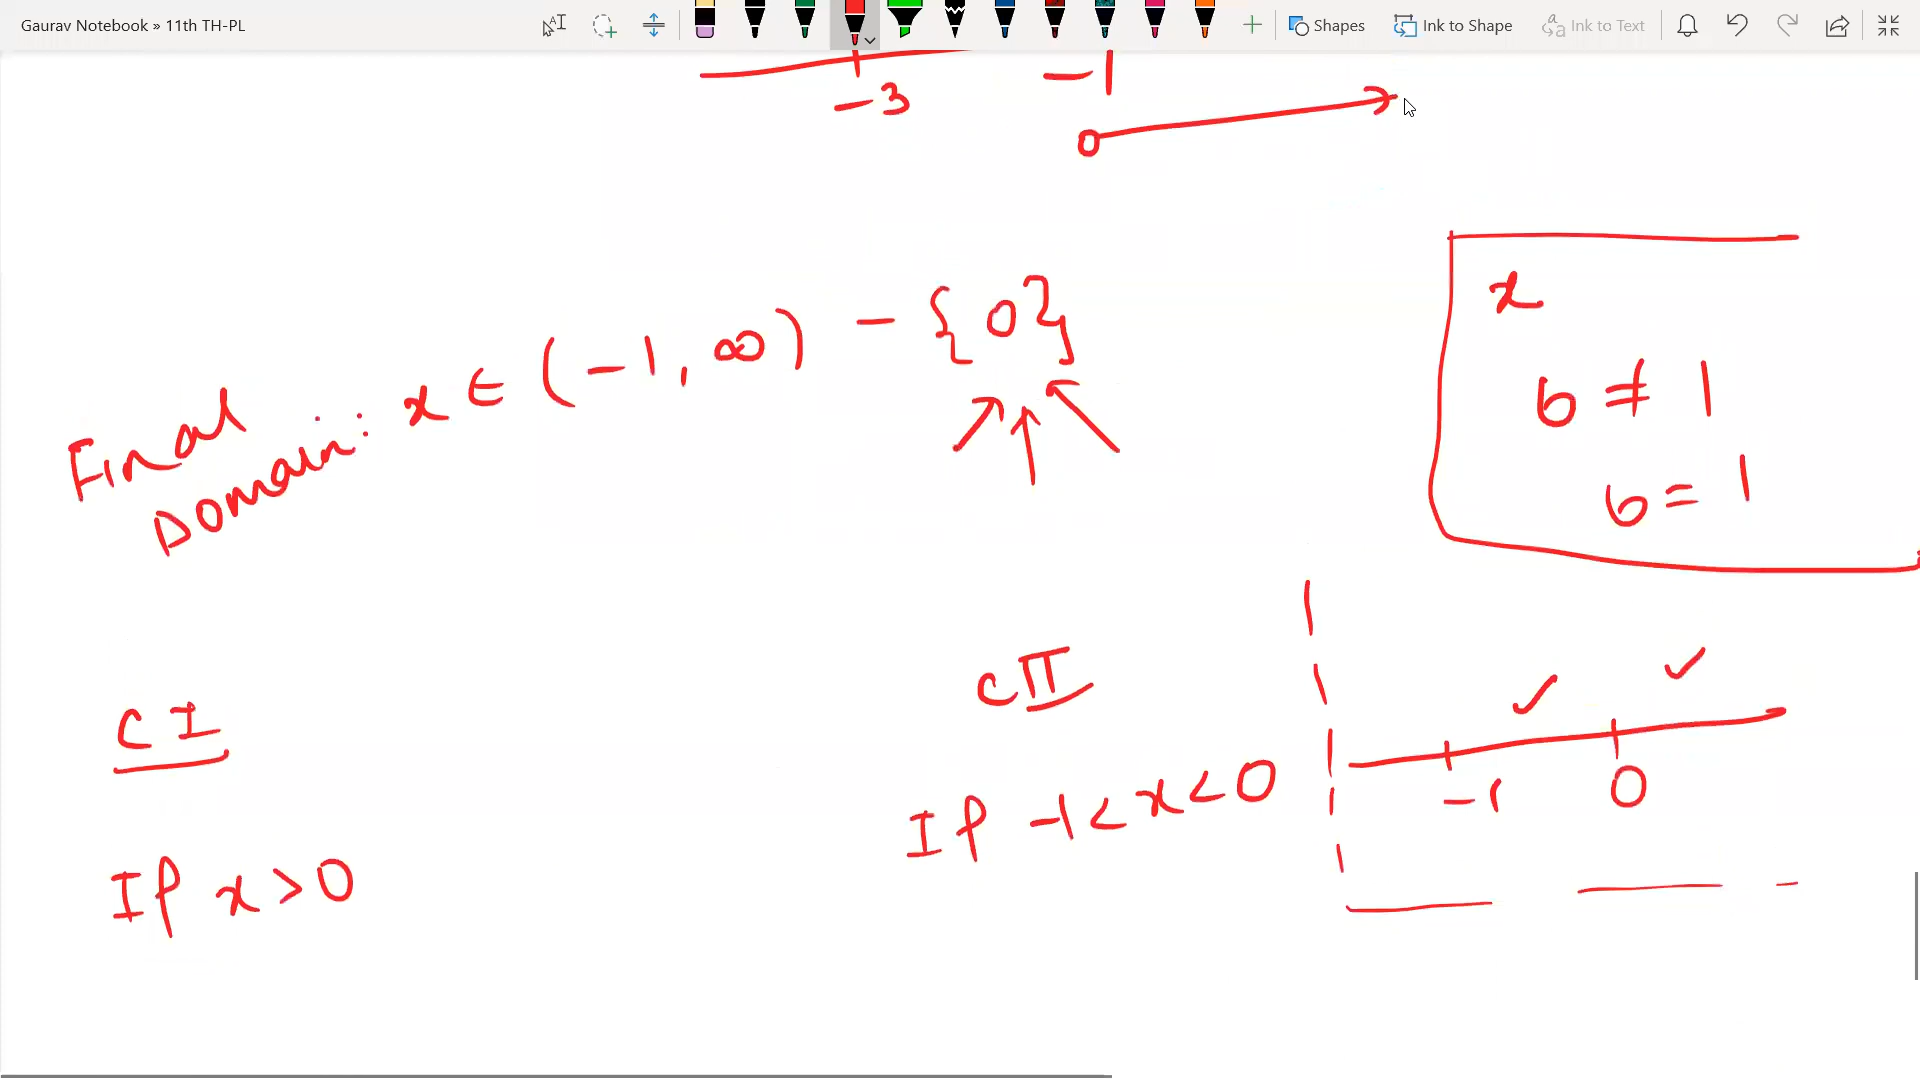 Gaurav Notebook » 11th TH-PL
Shapes
Ink to Shape
Ink to Text
-3
-1
Final
Domain: x ∈ (-1, ∞) - {0}
x
b ≠ 1
b = 1
C I
If x > 0
C II
If -1 < x < 0
-1 0